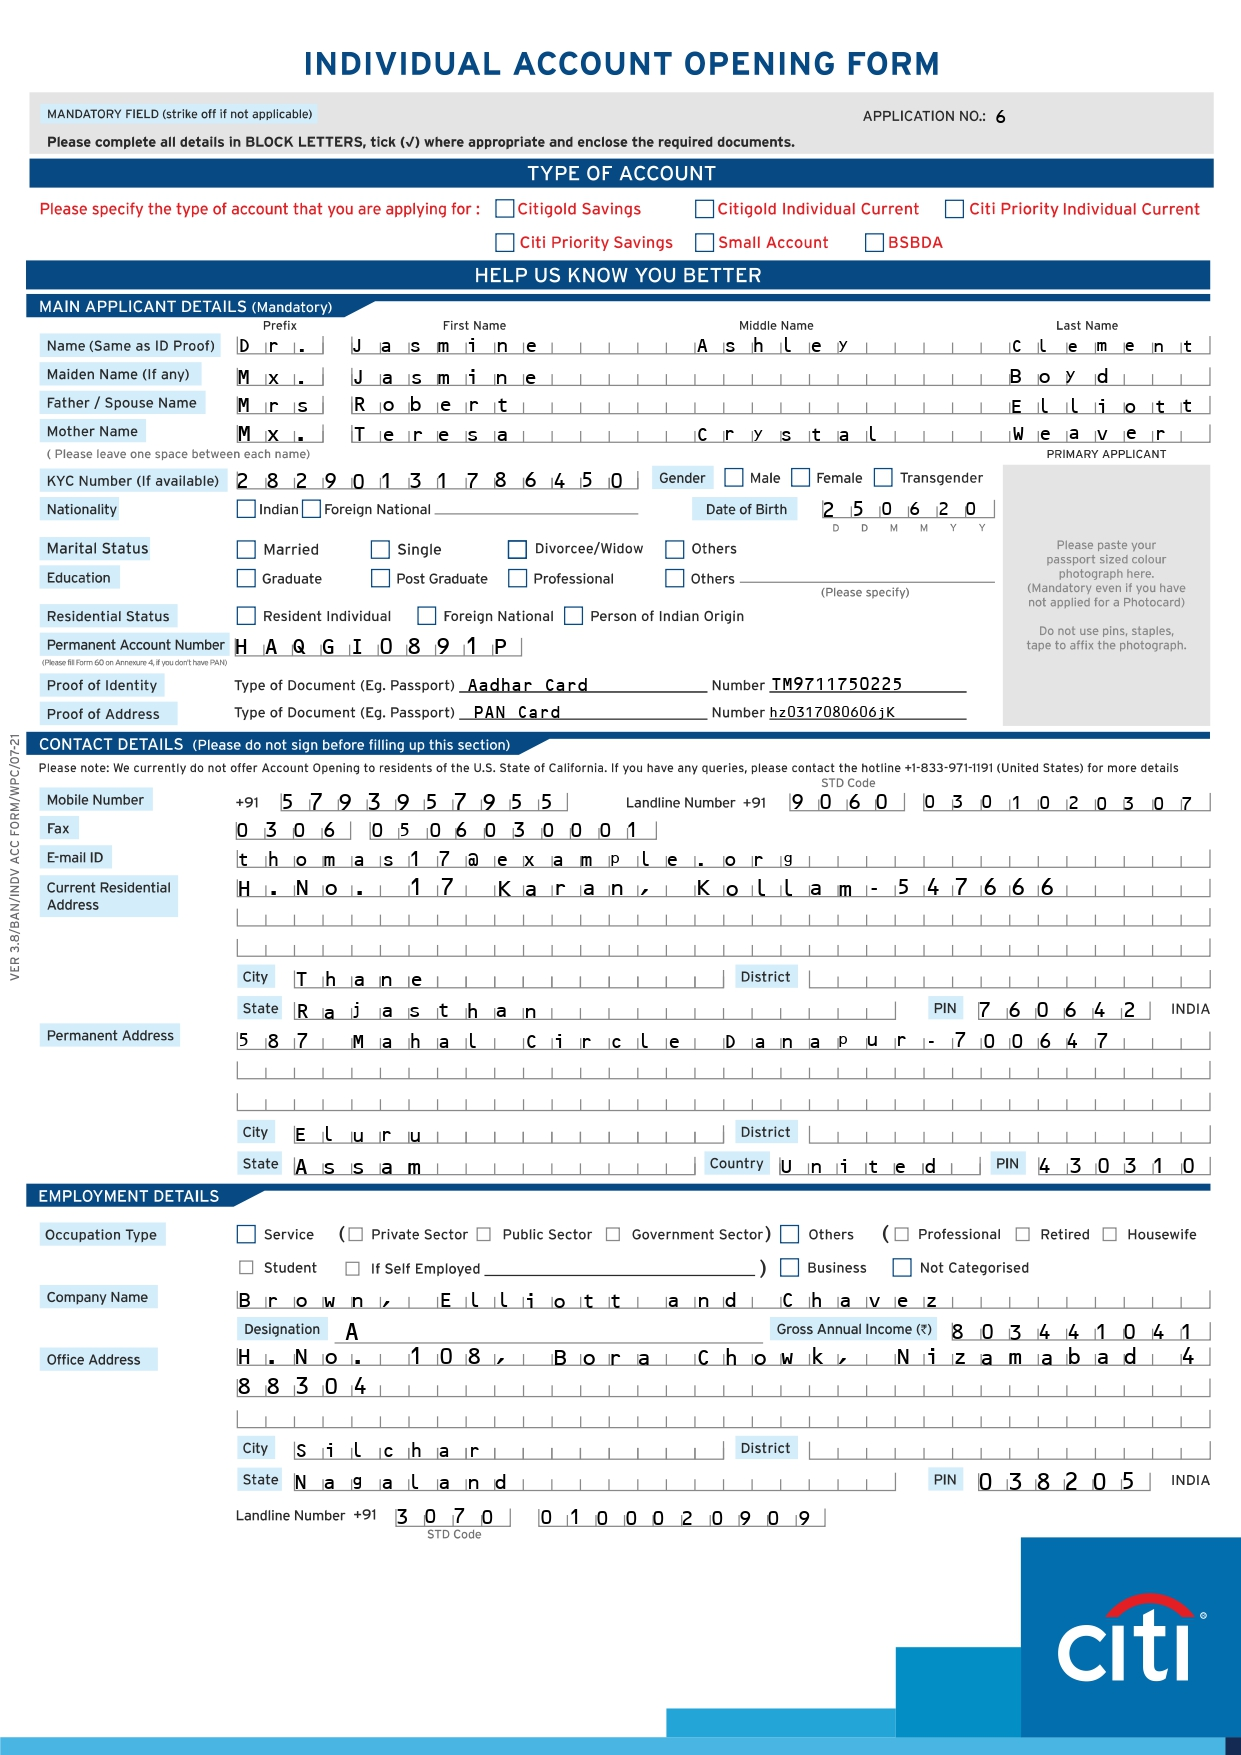 INDIVIDUAL ACCOUNT OPENING FORM
MANDATORY FIELD (strike off if not applicable) APPLICATION NO.: 6
Please complete all details in BLOCK LETTERS, tick (√) where appropriate and enclose the required documents.
TYPE OF ACCOUNT
Please specify the type of account that you are applying for : Citigold Savings Citigold Individual Current Citi Priority Individual Current
Citi Priority Savings Small Account BSBDA
HELP US KNOW YOU BETTER
MAIN APPLICANT DETAILS (Mandatory)
Prefix First Name Middle Name Last Name
Name (Same as ID Proof) Dr. Jasmine Ashley Clement
Maiden Name (If any) Mx. Jasmine Boyd
Father / Spouse Name Mrs Robert Elliott
Mother Name Mx. Teresa Crystal Weaver
( Please leave one space between each name) PRIMARY APPLICANT
KYC Number (If available) 28290131786450 Gender Male Female Transgender
Nationality Indian Foreign National Date of Birth 250620
D D M M Y Y
Marital Status Married Single Divorcee/Widow Others
Education Graduate Post Graduate Professional Others
(Please specify)
Please paste your
passport sized colour
photograph here.
(Mandatory even if you have
not applied for a Photocard)
Do not use pins, staples,
tape to affix the photograph.
Residential Status Resident Individual Foreign National Person of Indian Origin
Permanent Account Number HAQGI0891P
(Please fill Form 60 on Annexure 4, if you don't have PAN)
Proof of Identity Type of Document (Eg. Passport) Aadhar Card Number TM9711750225
Proof of Address Type of Document (Eg. Passport) PAN Card Number hz0317080606jK
CONTACT DETAILS (Please do not sign before filling up this section)
Please note: We currently do not offer Account Opening to residents of the U.S. State of California. If you have any queries, please contact the hotline +1-833-971-1191 (United States) for more details
STD Code
Mobile Number +91 5793957955 Landline Number +91 9060 0301020307
Fax 0306 0506030001
E-mail ID thomas17@example.org
Current Residential Address H.No. 17 Karan, Kollam-547666
City Thane District
State Rajasthan PIN 760642 INDIA
Permanent Address 587 Mahal Circle Danapur-700647
City Eluru District
State Assam Country United PIN 430310
EMPLOYMENT DETAILS
Occupation Type Service ( Private Sector Public Sector Government Sector) Others ( Professional Retired Housewife
Student If Self Employed ) Business Not Categorised
Company Name Brown, Elliott and Chavez
Designation A Gross Annual Income (₹) 803441041
Office Address H.No. 108, Bora Chowk, Nizamabad 4
88304
City Silchar District
State Nagaland PIN 038205 INDIA
Landline Number +91 3070 0100020909
STD Code
VER 3.8/BAN/INDV ACC FORM/WPC/07-21
citi